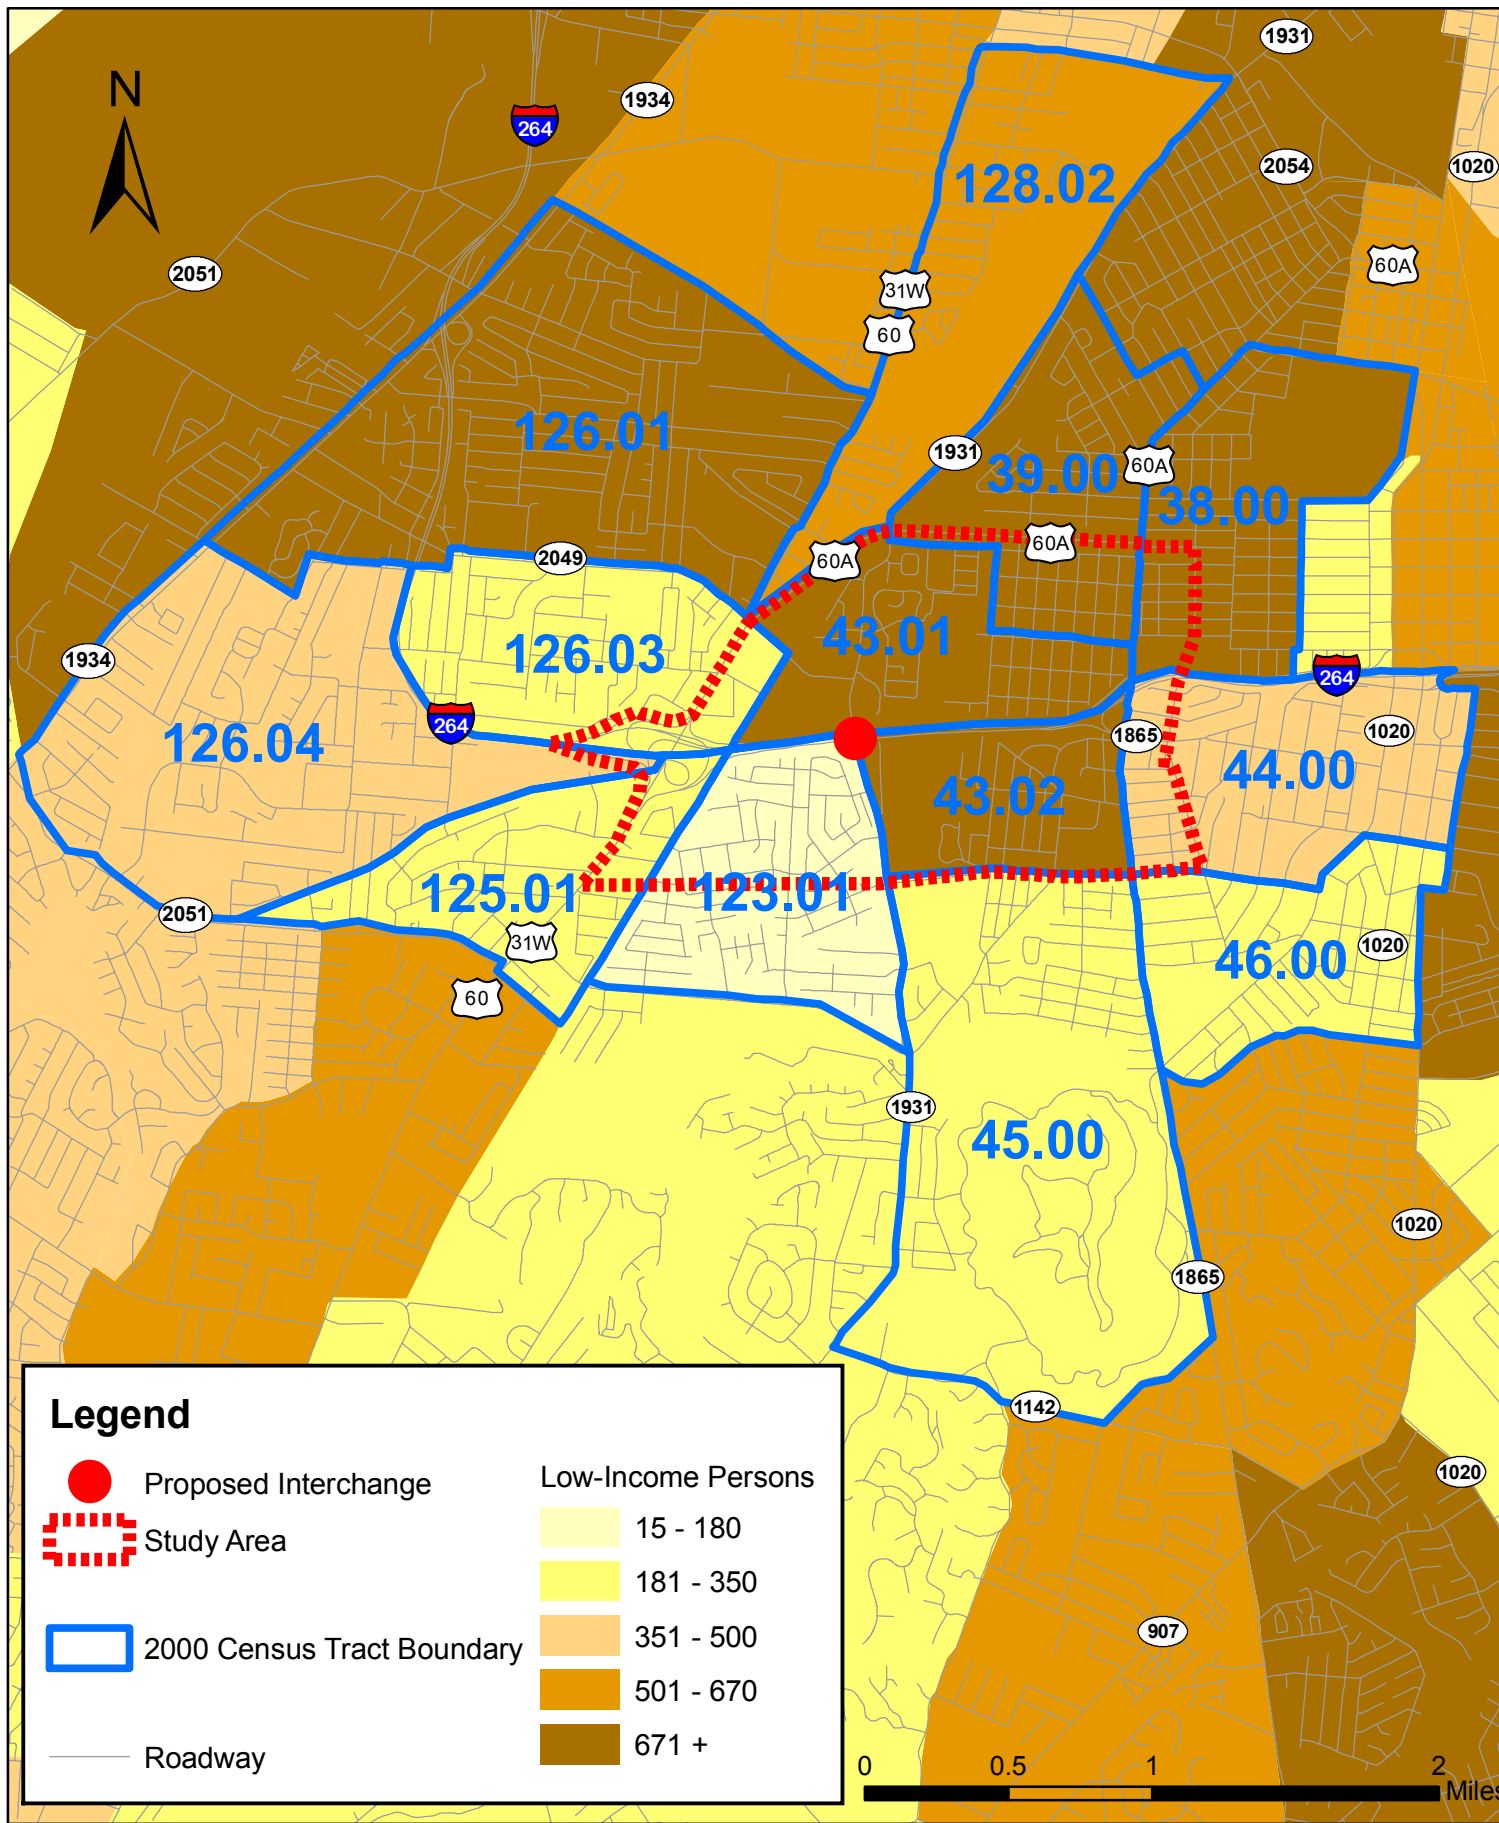 1931
N
1934
264
2054
1020
128.02
2051
60A
31W
60
126.01
1931
39.00
60A
38.00
60A
60A
2049
43.01
126.03
1934
264
264
1020
126.04
1865
44.00
43.02
125.01
123.01
2051
31W
1020
46.00
60
1931
45.00
1020
1865
Legend
1142
Proposed Interchange
Low-Income Persons
1020
15 - 180
Study Area
181 - 350
351 - 500
2000 Census Tract Boundary
907
501 - 670
671 +
Roadway
0 0.5 1 2
Miles